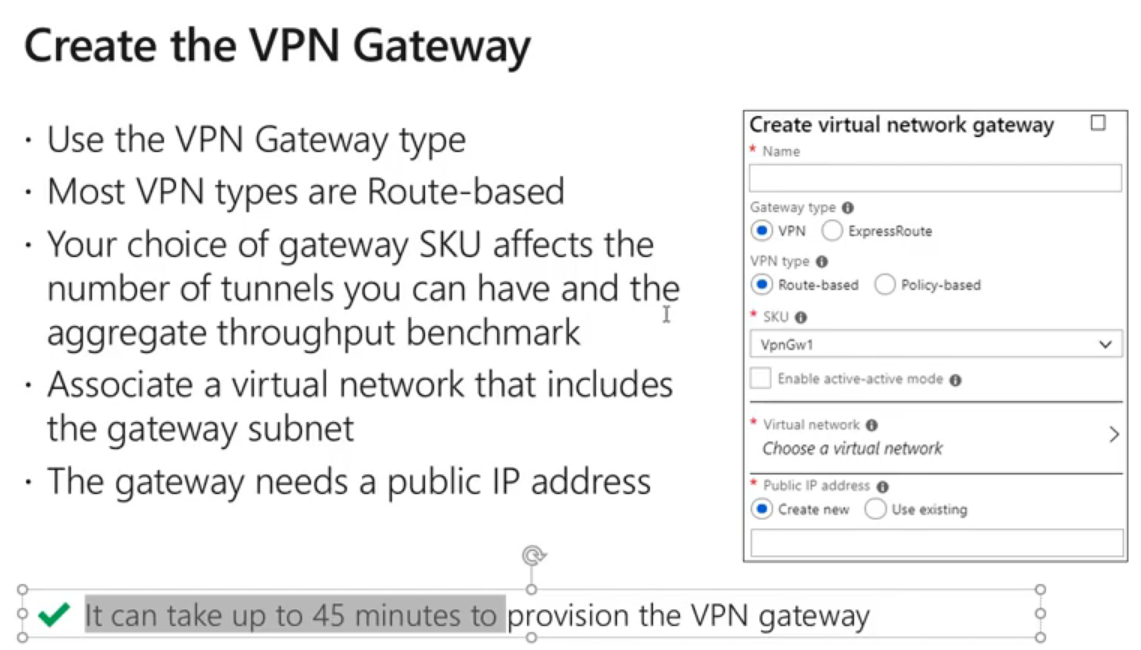 Create the VPN Gateway
· Use the VPN Gateway type
· Most VPN types are Route-based
· Your choice of gateway SKU affects the
number of tunnels you can have and the
aggregate throughput benchmark
· Associate a virtual network that includes
the gateway subnet
· The gateway needs a public IP address
Create virtual network gateway
* Name
Gateway type
VPN ExpressRoute
VPN type
Route-based Policy-based
* SKU
VpnGw1
Enable active-active mode
* Virtual network
Choose a virtual network
* Public IP address
Create new Use existing
It can take up to 45 minutes to provision the VPN gateway